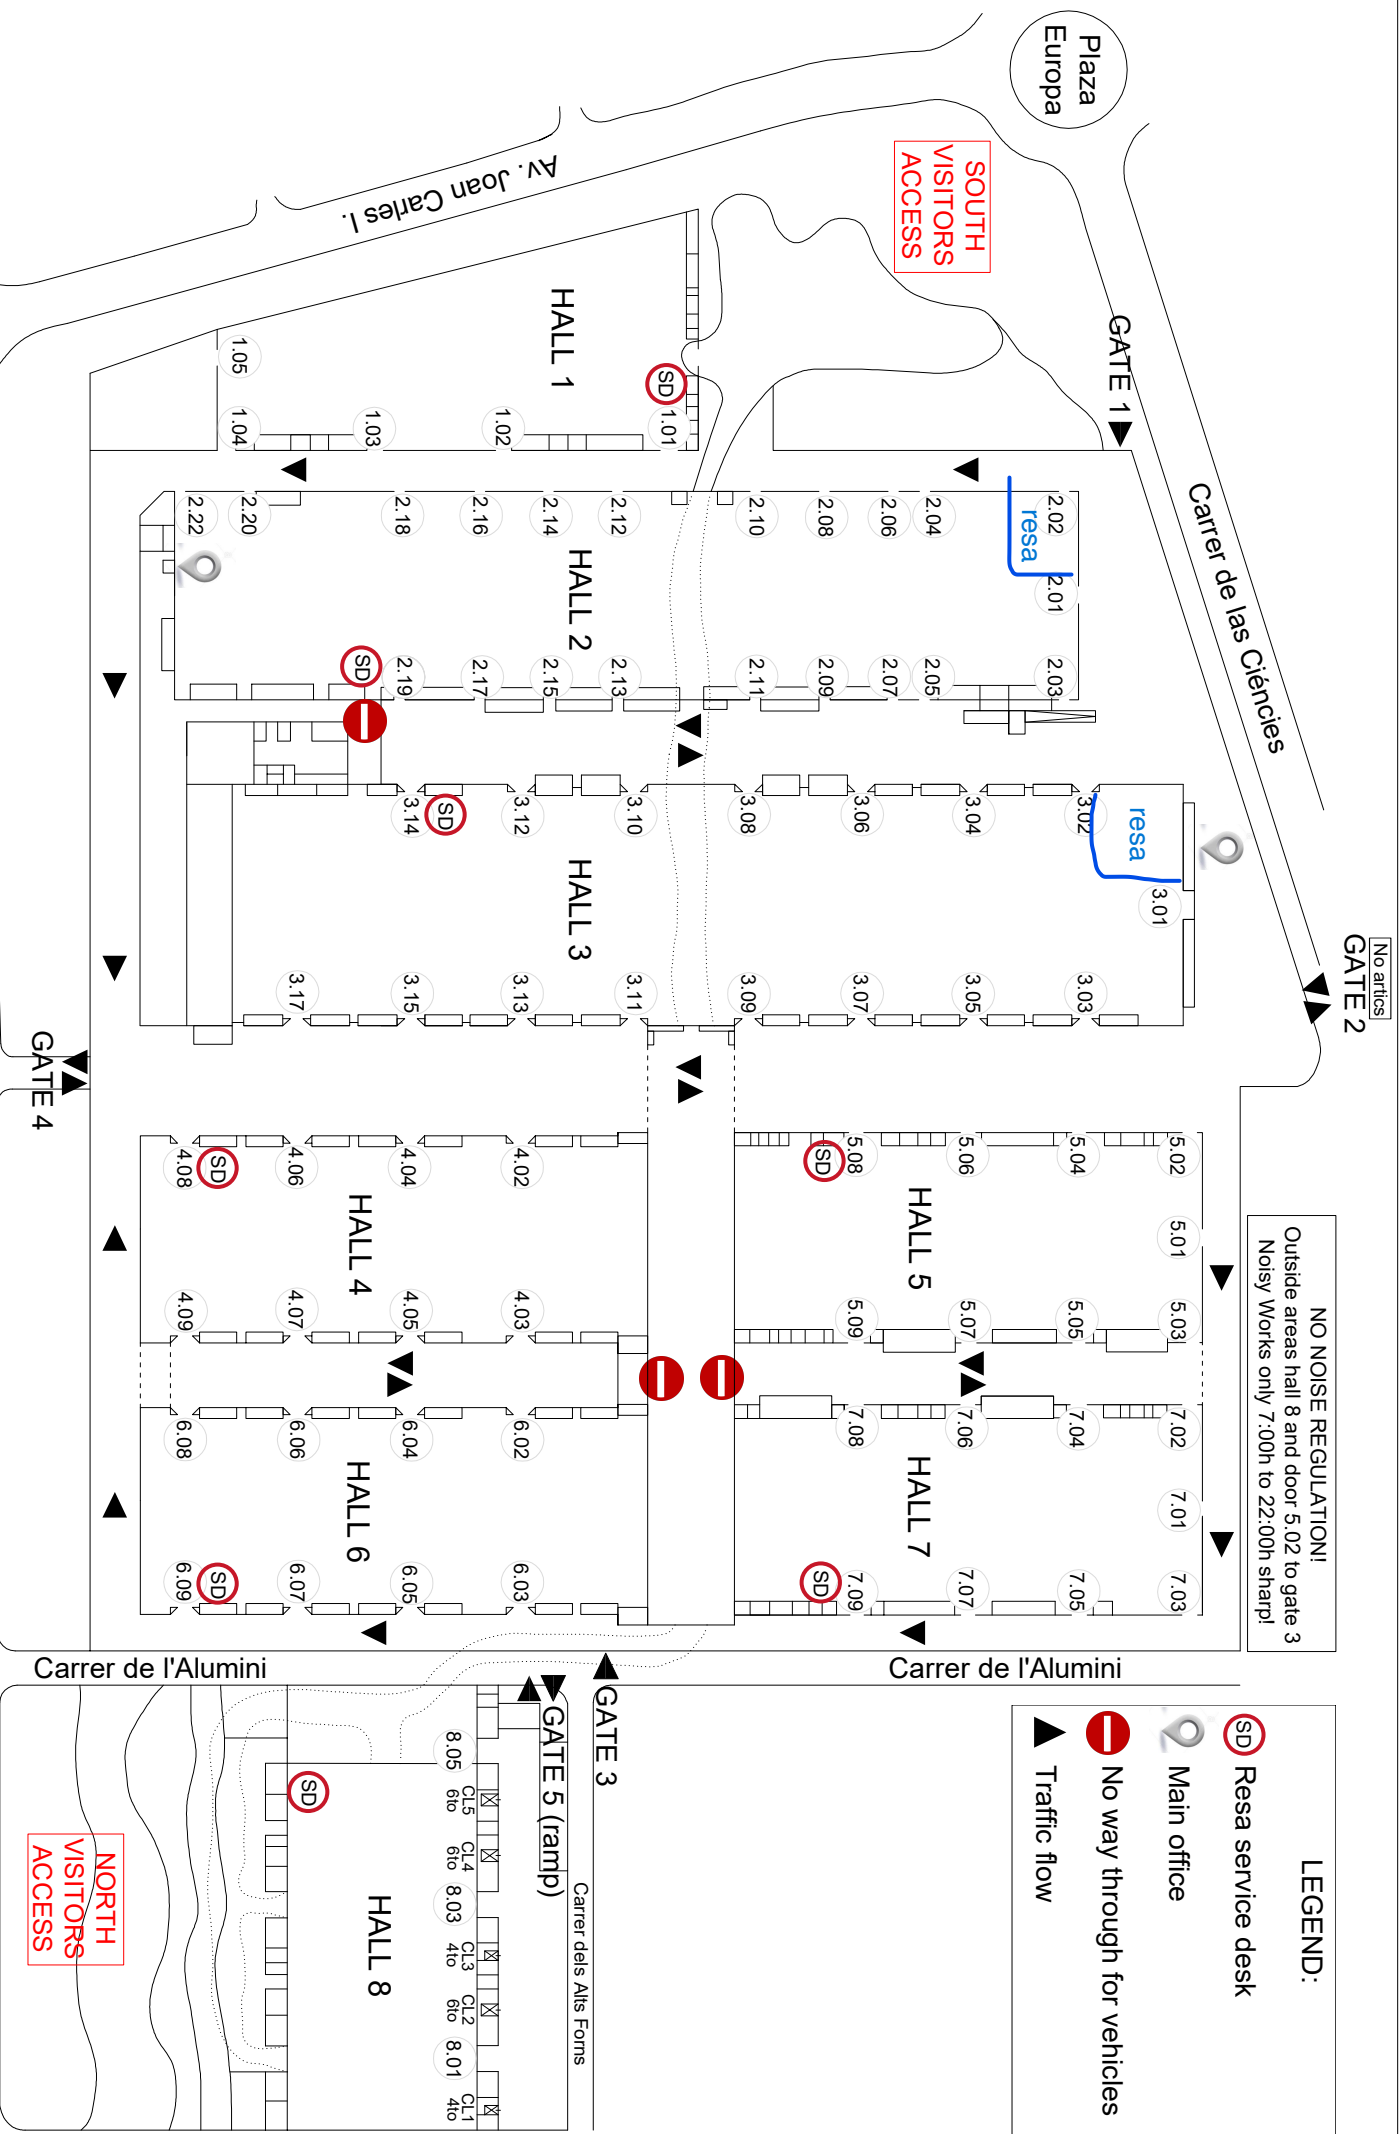 Plaza
Europa
SOUTH
VISITORS
ACCESS
Av. Joan Carles I.
GATE 1
Carrer de las Ciéncies
No artics
GATE 2
HALL 1
SD
1.01
1.02
1.03
1.04
1.05
HALL 2
resa
2.02
2.04
2.06
2.08
2.10
2.12
2.14
2.16
2.18
2.20
2.22
2.01
2.03
2.05
2.07
2.09
2.11
2.13
2.15
2.17
2.19
SD
HALL 3
resa
3.02
3.04
3.06
3.08
3.10
3.12
SD
3.14
3.01
3.03
3.05
3.07
3.09
3.11
3.13
3.15
3.17
GATE 4
HALL 5
5.02
5.04
5.06
5.08
SD
5.01
5.03
5.05
5.07
5.09
HALL 4
4.02
4.04
4.06
SD
4.08
4.03
4.05
4.07
4.09
HALL 7
7.02
7.04
7.06
7.08
7.01
7.03
7.05
7.07
7.09
SD
HALL 6
6.02
6.04
6.06
6.08
6.03
6.05
6.07
SD
6.09
NO NOISE REGULATION!
Outside areas hall 8 and door 5.02 to gate 3
Noisy Works only 7:00h to 22:00h sharp!
Carrer de l'Alumini
Carrer de l'Alumini
GATE 3
GATE 5 (ramp)
Carrer dels Alts Forns
HALL 8
SD
8.05
CL5
6to
CL4
6to
8.03
CL3
4to
CL2
6to
8.01
CL1
4to
NORTH
VISITORS
ACCESS
LEGEND:
SD Resa service desk
Main office
No way through for vehicles
Traffic flow